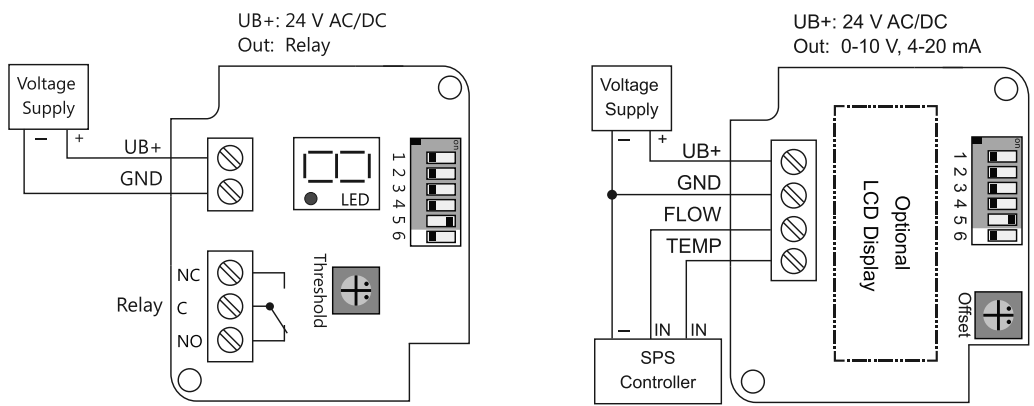 UB+: 24 V AC/DC
Out: Relay
Voltage
Supply
− +
UB+
GND
LED
on
1
2
3
4
5
6
NC
Relay C
NO
Threshold
UB+: 24 V AC/DC
Out: 0-10 V, 4-20 mA
Voltage
Supply
− +
UB+
GND
FLOW
TEMP
Optional
LCD Display
on
1
2
3
4
5
6
Offset
− IN IN
SPS
Controller